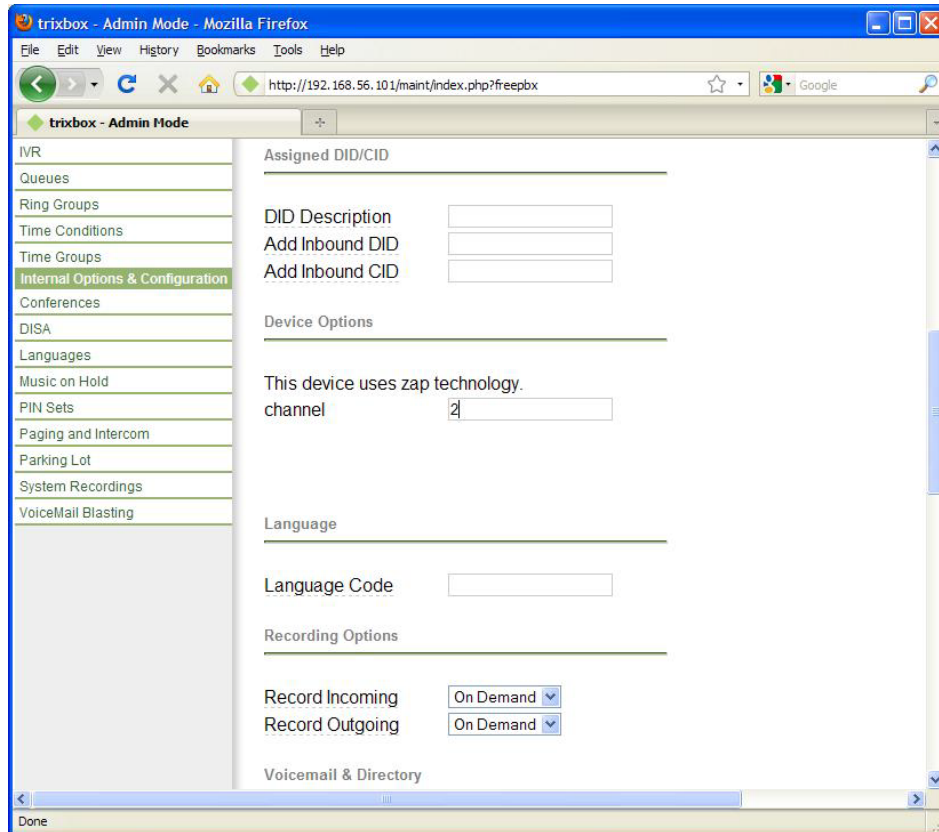 trixbox - Admin Mode - Mozilla Firefox
File Edit View History Bookmarks Tools Help
http://192.168.56.101/maint/index.php?freepbx
Google
trixbox - Admin Mode
IVR
Queues
Ring Groups
Time Conditions
Time Groups
Internal Options & Configuration
Conferences
DISA
Languages
Music on Hold
PIN Sets
Paging and Intercom
Parking Lot
System Recordings
VoiceMail Blasting
Assigned DID/CID
DID Description
Add Inbound DID
Add Inbound CID
Device Options
This device uses zap technology.
channel 2
Language
Language Code
Recording Options
Record Incoming On Demand
Record Outgoing On Demand
Voicemail & Directory
Done